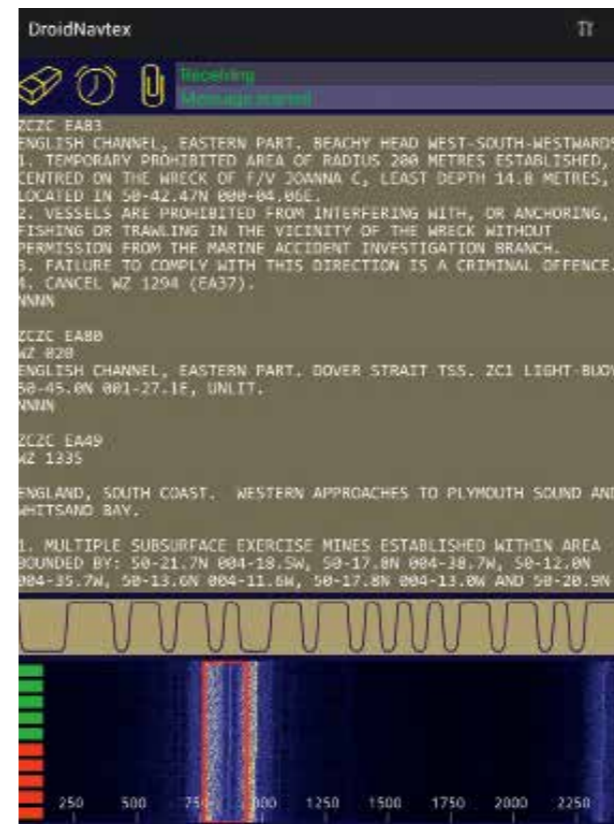 DroidNavtex
Receiving
Message started
ZCZC EA83
ENGLISH CHANNEL, EASTERN PART. BEACHY HEAD WEST-SOUTH-WESTWARDS
1. TEMPORARY PROHIBITED AREA OF RADIUS 200 METRES ESTABLISHED,
CENTRED ON THE WRECK OF F/V JOANNA C, LEAST DEPTH 14.8 METRES,
LOCATED IN 50-42.47N 000-04.06E.
2. VESSELS ARE PROHIBITED FROM INTERFERING WITH, OR ANCHORING,
FISHING OR TRAWLING IN THE VICINITY OF THE WRECK WITHOUT
PERMISSION FROM THE MARINE ACCIDENT INVESTIGATION BRANCH.
3. FAILURE TO COMPLY WITH THIS DIRECTION IS A CRIMINAL OFFENCE.
4. CANCEL WZ 1294 (EA37).
NNNN
ZCZC EA80
WZ 020
ENGLISH CHANNEL, EASTERN PART. DOVER STRAIT TSS. ZC1 LIGHT-BUOY
50-45.0N 001-27.1E, UNLIT.
NNNN
ZCZC EA49
WZ 1335
ENGLAND, SOUTH COAST. WESTERN APPROACHES TO PLYMOUTH SOUND AND
WHITSAND BAY.
1. MULTIPLE SUBSURFACE EXERCISE MINES ESTABLISHED WITHIN AREA
BOUNDED BY: 50-21.7N 004-18.5W, 50-17.8N 004-38.7W, 50-12.0N
004-35.7W, 50-13.6N 004-11.6W, 50-17.8N 004-13.0W AND 50-20.9N
250 500 1250 1500 1750 2000 2250